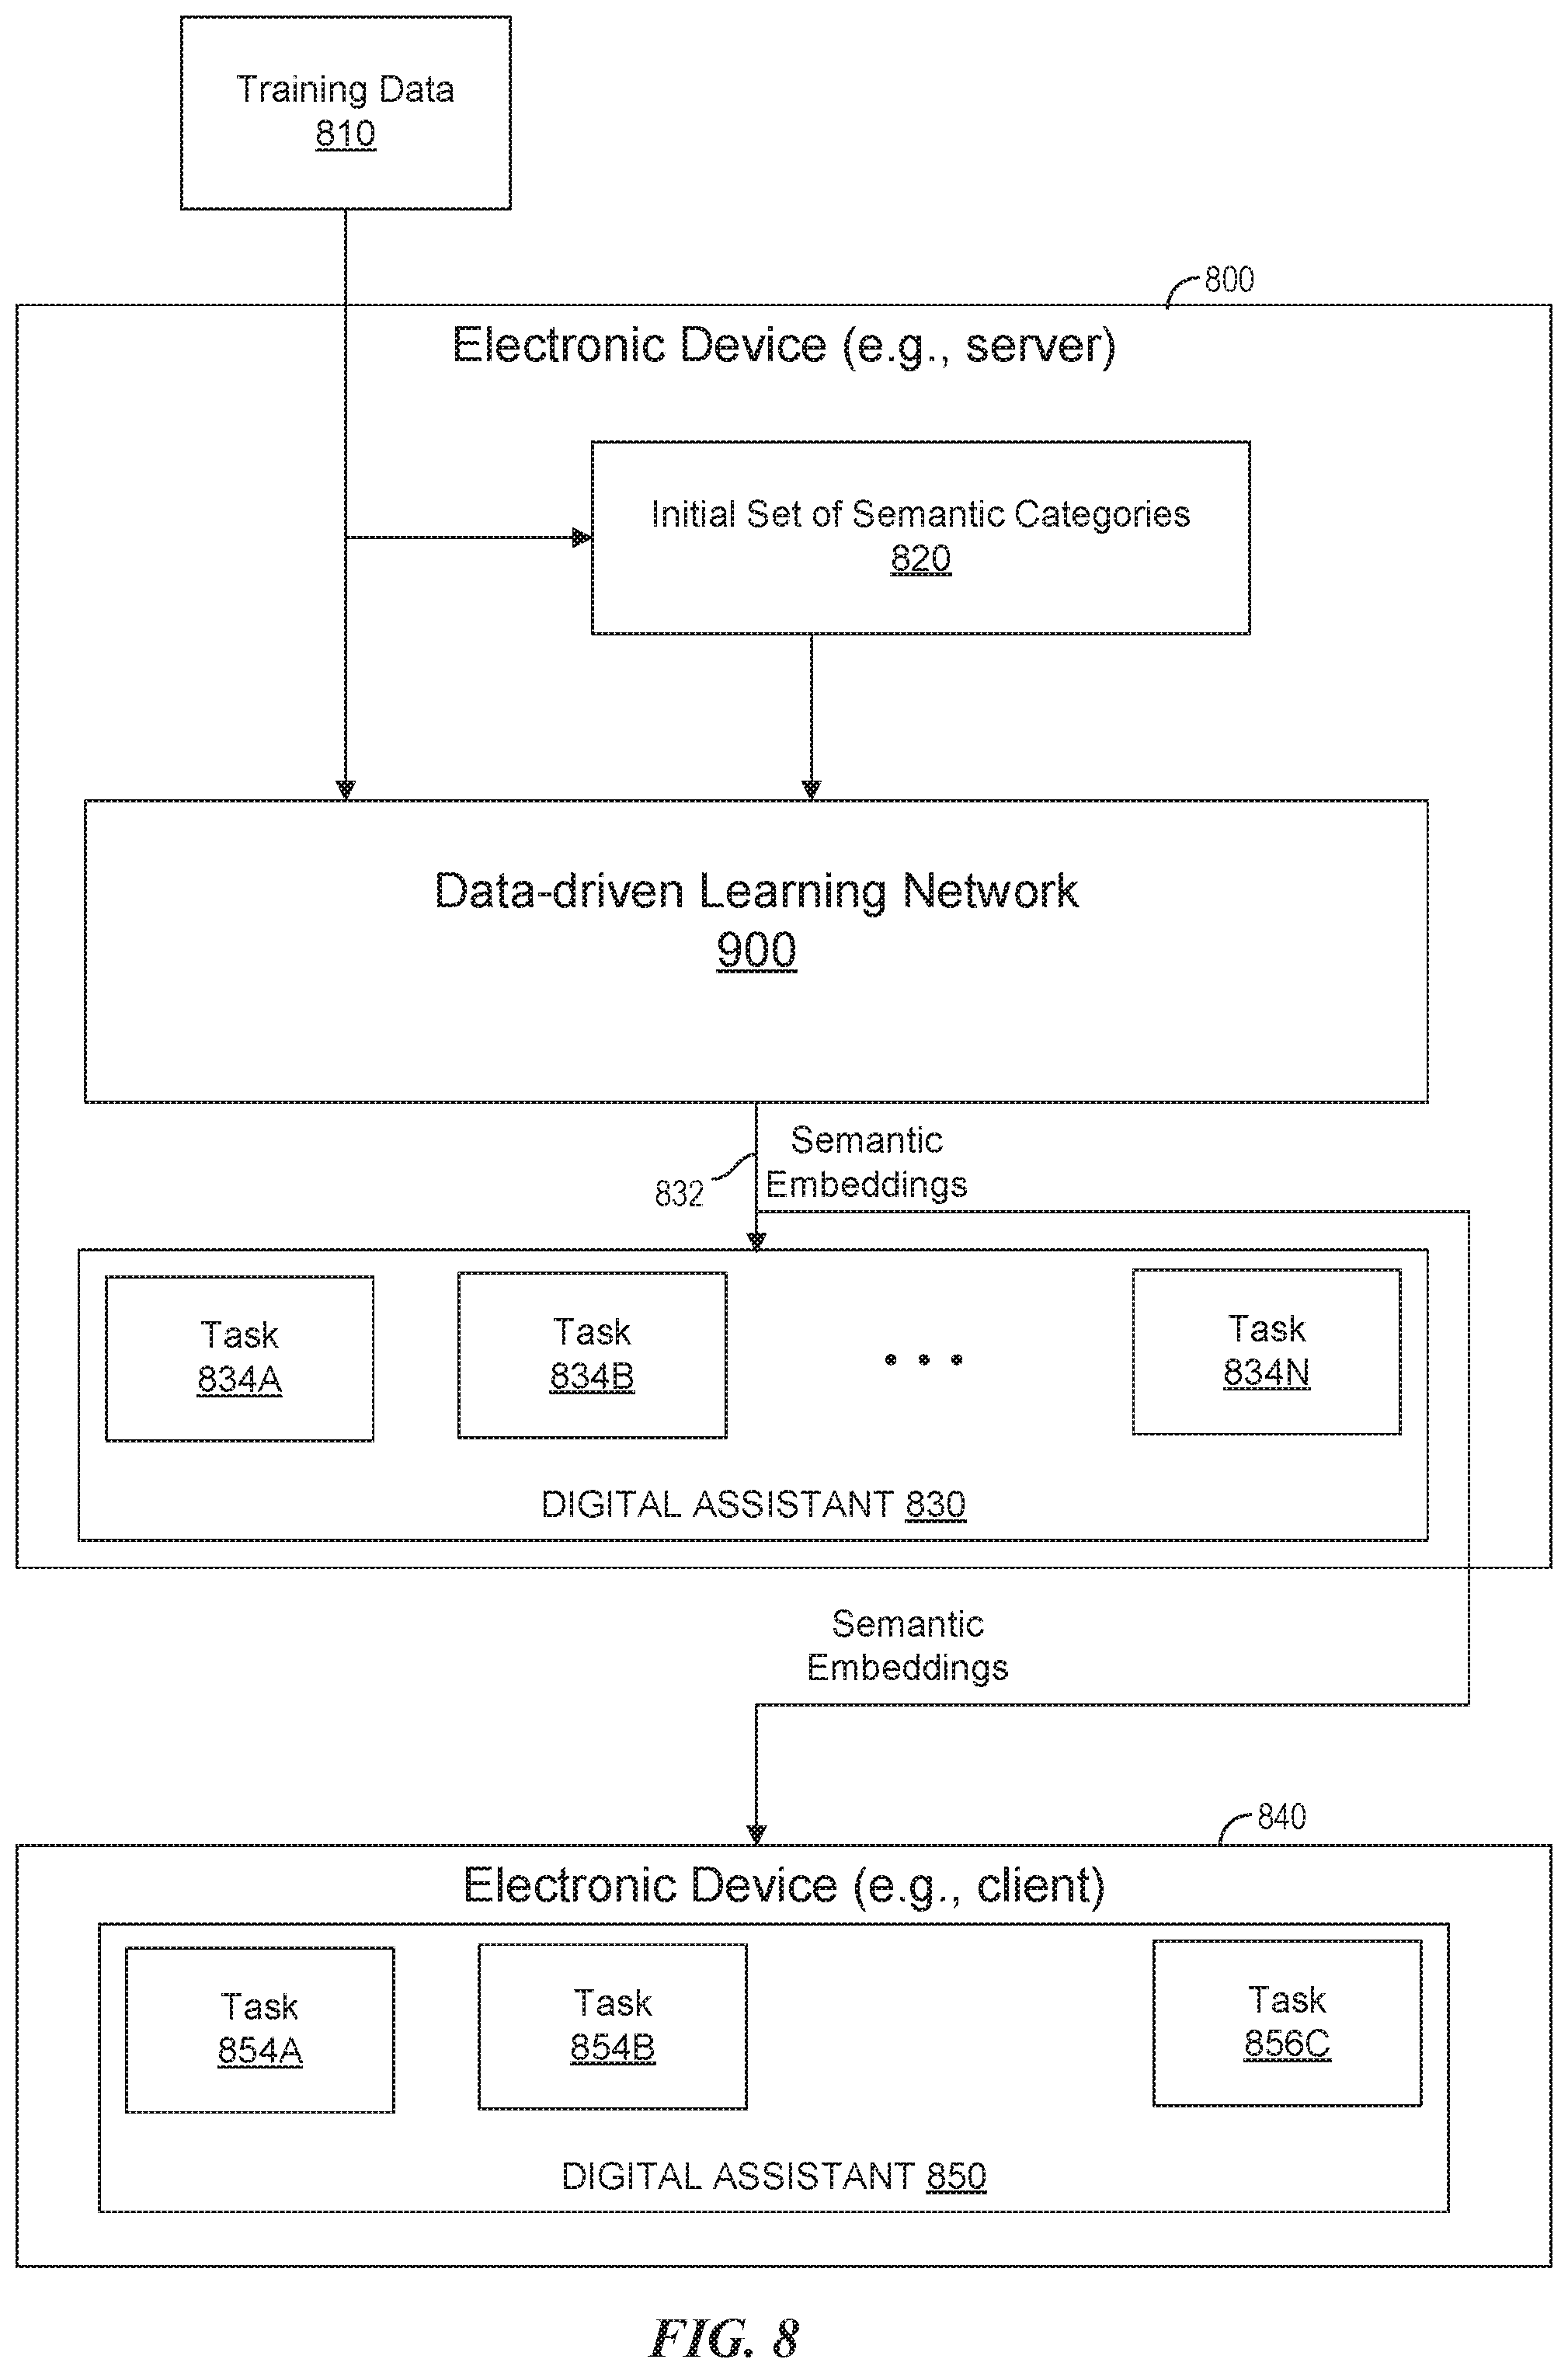 Training Data
810
800
Electronic Device (e.g., server)
Initial Set of Semantic Categories
820
Data-driven Learning Network
900
Semantic
Embeddings
832
Task
834A
Task
834B
• • •
Task
834N
DIGITAL ASSISTANT 830
Semantic
Embeddings
840
Electronic Device (e.g., client)
Task
854A
Task
854B
Task
856C
DIGITAL ASSISTANT 850
FIG. 8